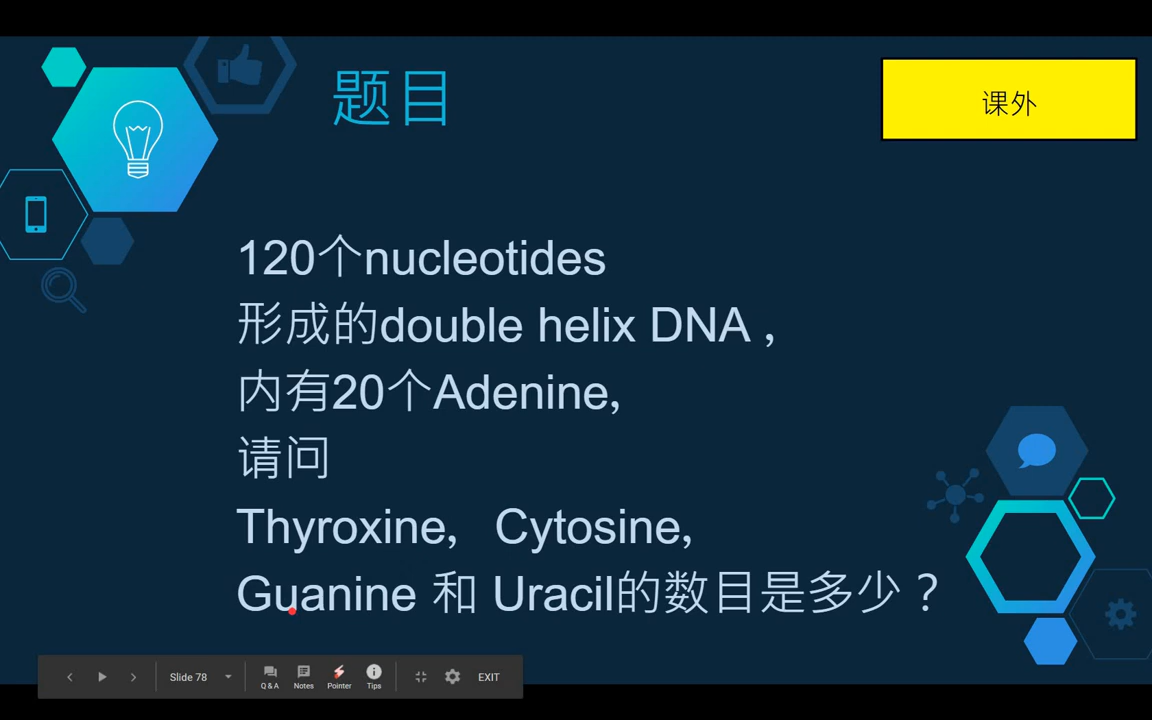 题目
课外
120个nucleotides
形成的double helix DNA ,
内有20个Adenine,
请问
Thyroxine, Cytosine,
Guanine 和 Uracil的数目是多少？
Slide 78
Q & A
Notes
Pointer
Tips
EXIT